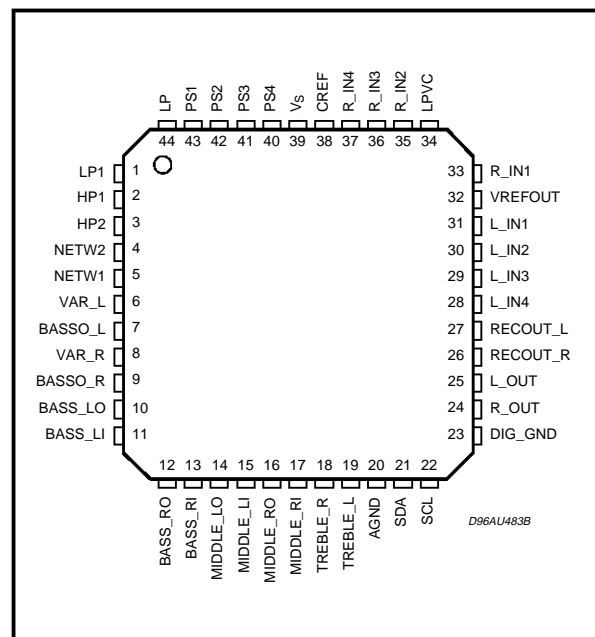 LP
PS1
PS2
PS3
PS4
VS
CREF
R_IN4
R_IN3
R_IN2
LPVC
44 43 42 41 40 39 38 37 36 35 34
LP1 1
HP1 2
HP2 3
NETW2 4
NETW1 5
VAR_L 6
BASSO_L 7
VAR_R 8
BASSO_R 9
BASS_LO 10
BASS_LI 11
33 R_IN1
32 VREFOUT
31 L_IN1
30 L_IN2
29 L_IN3
28 L_IN4
27 RECOUT_L
26 RECOUT_R
25 L_OUT
24 R_OUT
23 DIG_GND
12 13 14 15 16 17 18 19 20 21 22
BASS_RO
BASS_RI
MIDDLE_LO
MIDDLE_LI
MIDDLE_RO
MIDDLE_RI
TREBLE_R
TREBLE_L
AGND
SDA
SCL
D96AU483B